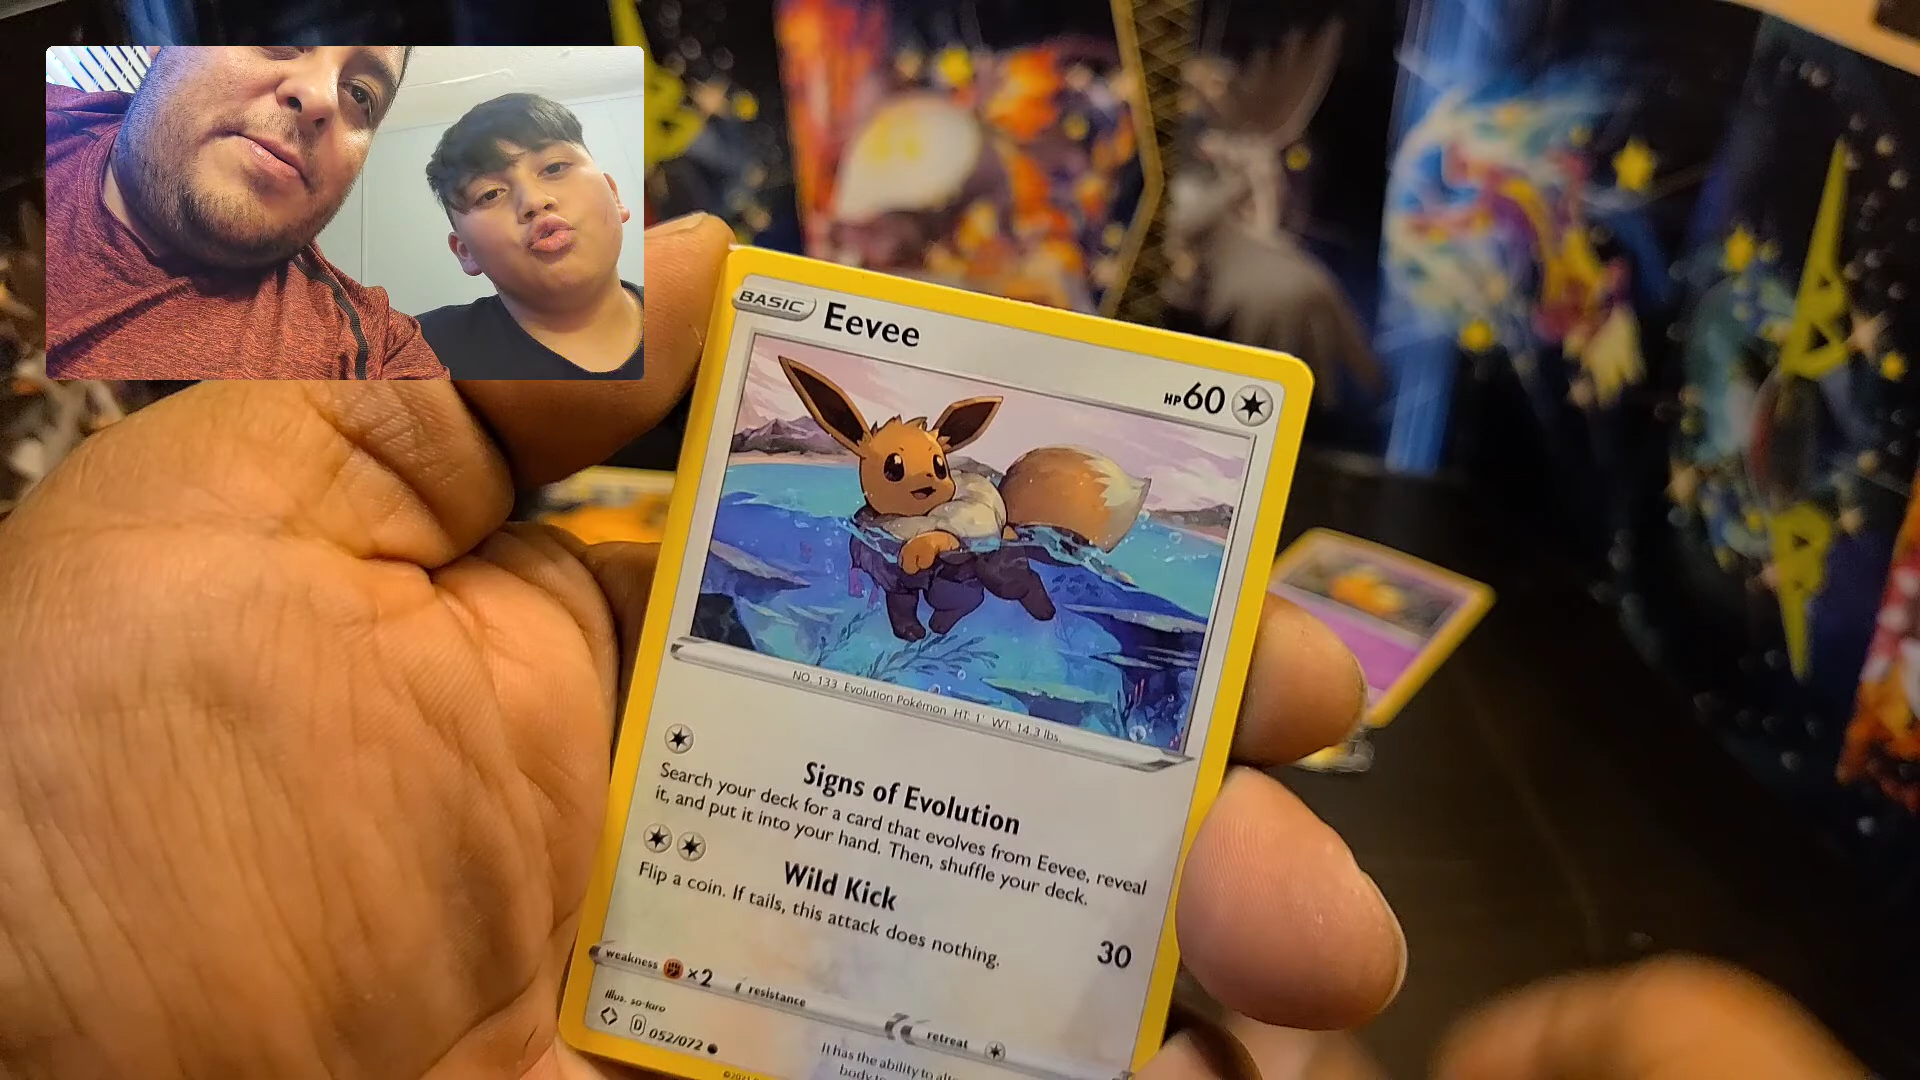 BASIC Eevee HP 60
NO. 133 Evolution Pokémon HT: 1' WT: 14.3 lbs.
Signs of Evolution
Search your deck for a card that evolves from Eevee, reveal
it, and put it into your hand. Then, shuffle your deck.
Wild Kick
30
Flip a coin. If tails, this attack does nothing.
weakness ×2 resistance
retreat
Illus. so-taro
D 052/072
It has the ability to
body